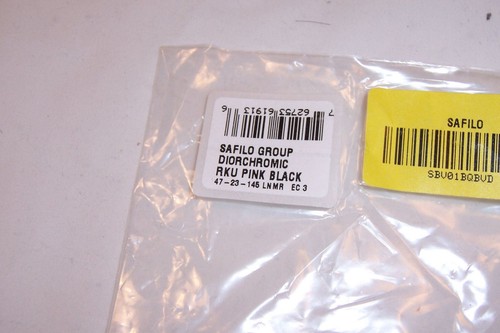 7 62753 61913 6
SAFILO GROUP
DIORCHROMIC
RKU PINK BLACK
47-23-145 LNMR EC 3
SAFILO
SBV01BQBVD